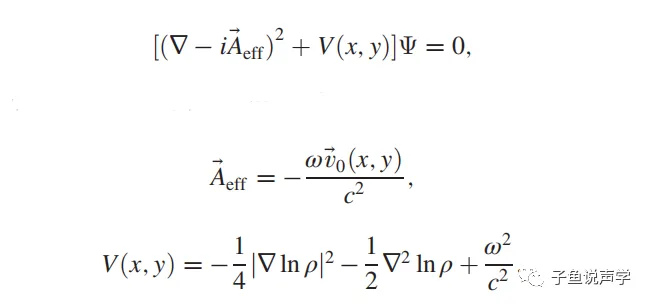 [(∇ − iA⃗_eff)² + V(x, y)]Ψ = 0,
A⃗_eff = −ωv⃗₀(x, y)/c²,
V(x, y) = −1/4|∇ ln ρ|² − 1/2∇² ln ρ + ω²/c².
子鱼说声学